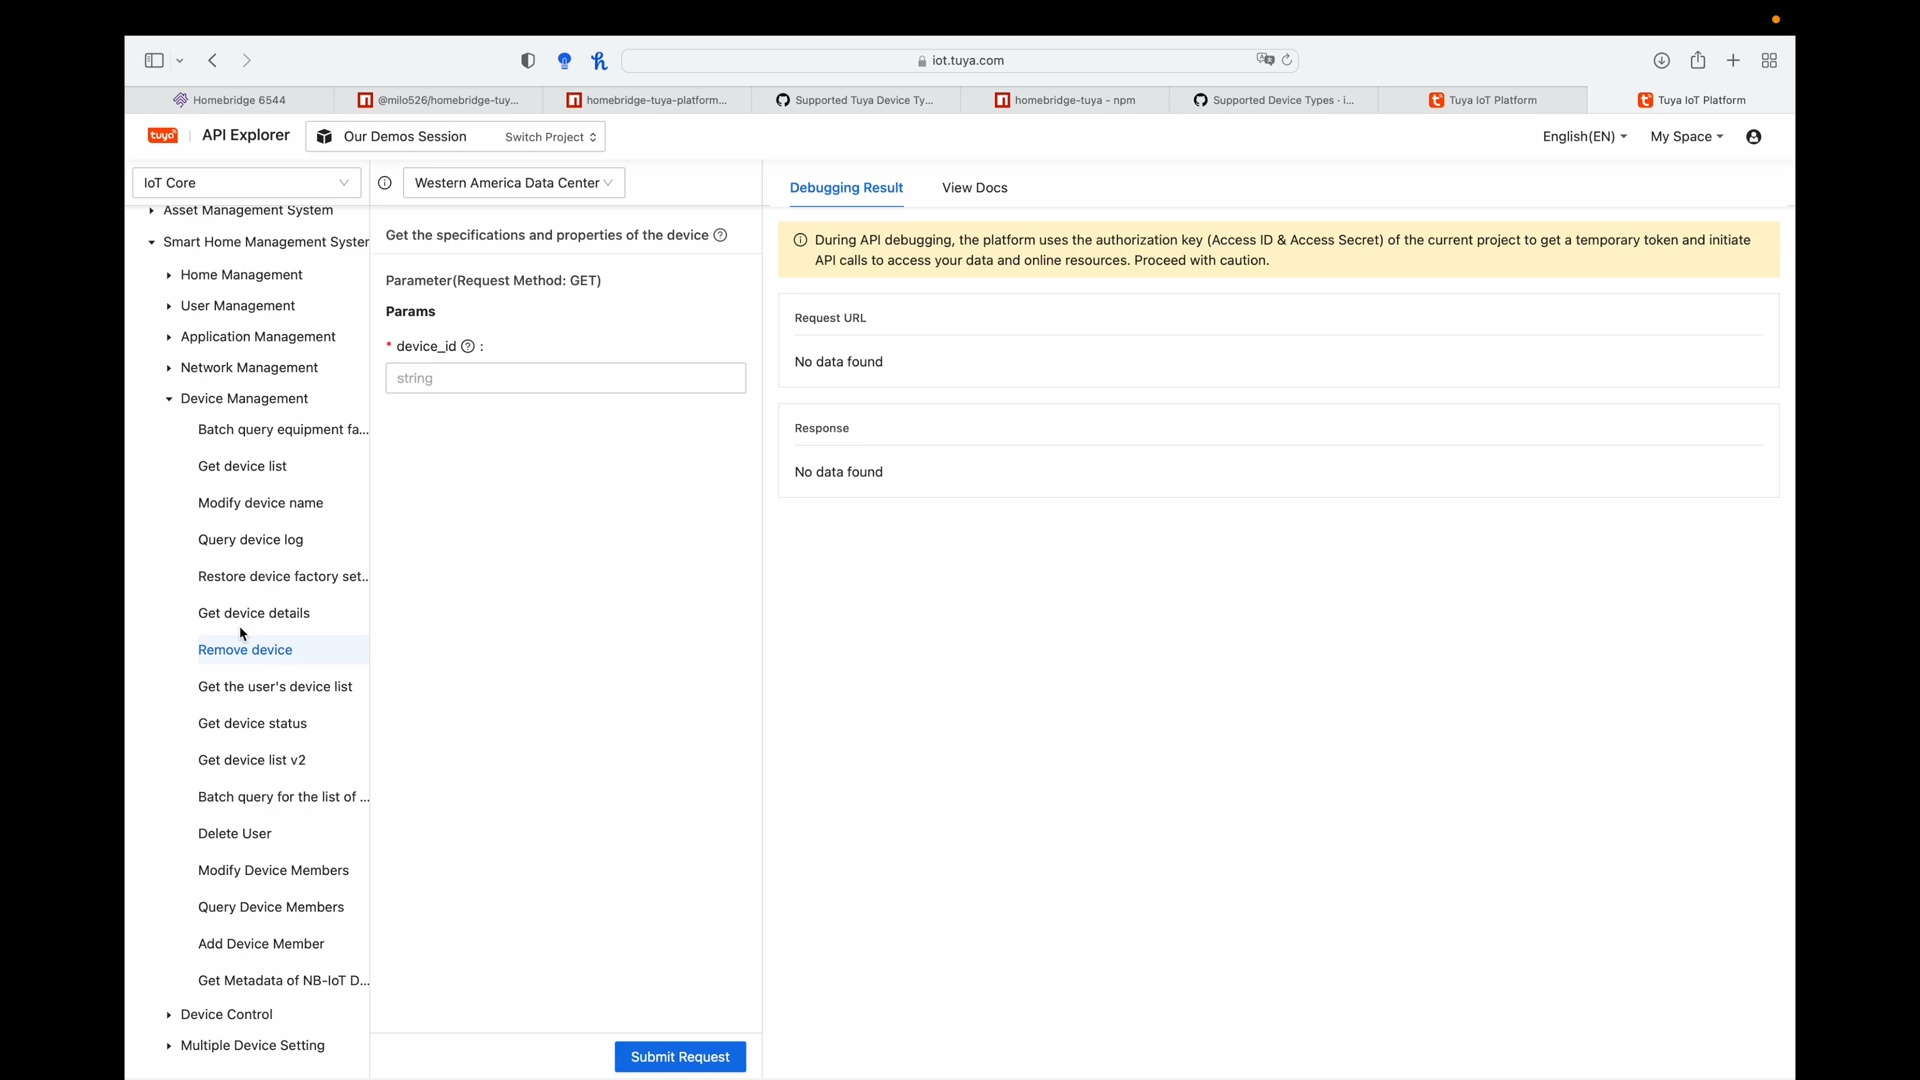 iot.tuya.com
Homebridge 6544
@milo526/homebridge-tuy...
homebridge-tuya-platform...
Supported Tuya Device Ty...
homebridge-tuya - npm
Supported Device Types · i...
Tuya IoT Platform
Tuya IoT Platform
tuya
API Explorer
Our Demos Session
Switch Project
English(EN)
My Space
IoT Core
Western America Data Center
Debugging Result
View Docs
Asset Management System
Smart Home Management Syster
Home Management
User Management
Application Management
Network Management
Device Management
Batch query equipment fa...
Get device list
Modify device name
Query device log
Restore device factory set...
Get device details
Remove device
Get the user's device list
Get device status
Get device list v2
Batch query for the list of ...
Delete User
Modify Device Members
Query Device Members
Add Device Member
Get Metadata of NB-IoT D...
Device Control
Multiple Device Setting
Get the specifications and properties of the device
Parameter(Request Method: GET)
Params
* device_id :
string
Submit Request
During API debugging, the platform uses the authorization key (Access ID & Access Secret) of the current project to get a temporary token and initiate
API calls to access your data and online resources. Proceed with caution.
Request URL
No data found
Response
No data found